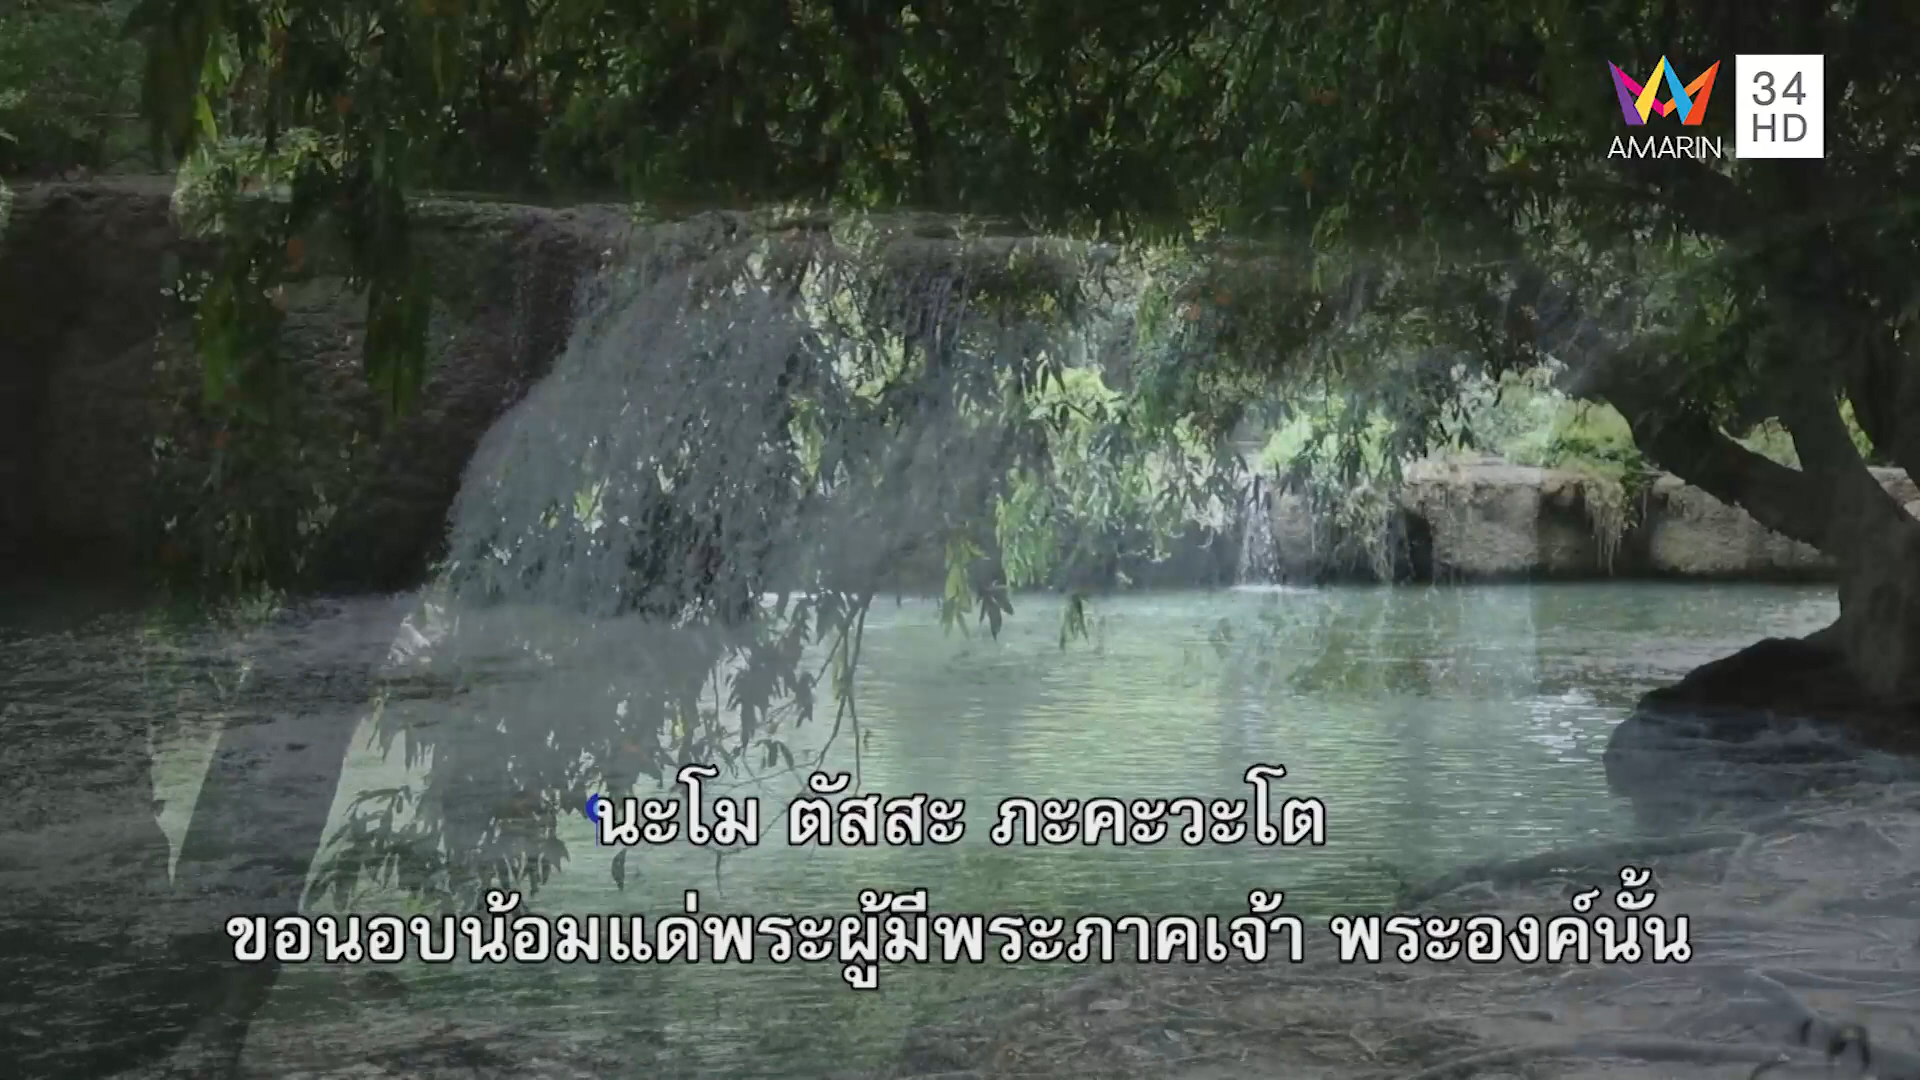 AMARIN
34
HD
นะโม ตัสสะ ภะคะวะโต
ขอนอบน้อมแด่พระผู้มีพระภาคเจ้า พระองค์นั้น